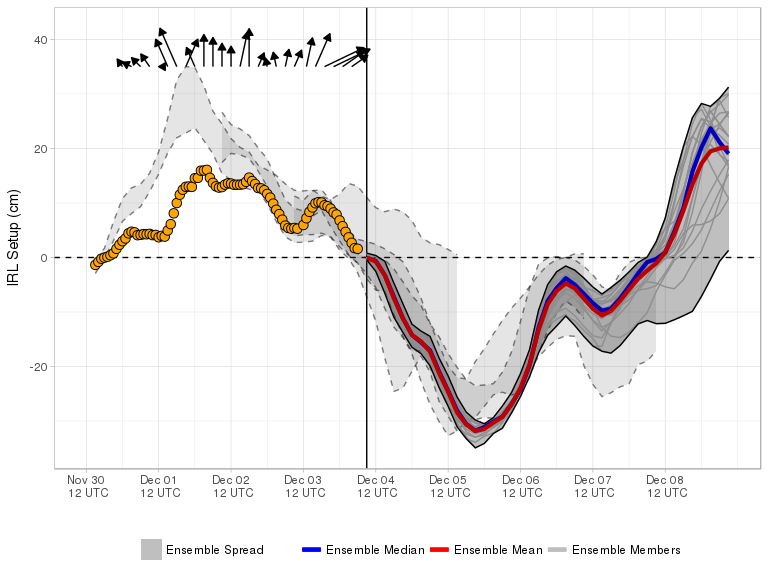 IRL Setup (cm)
40
20
0
-20
Nov 30 Dec 01 Dec 02 Dec 03 Dec 04 Dec 05 Dec 06 Dec 07 Dec 08
12 UTC 12 UTC 12 UTC 12 UTC 12 UTC 12 UTC 12 UTC 12 UTC 12 UTC
Ensemble Spread Ensemble Median Ensemble Mean Ensemble Members